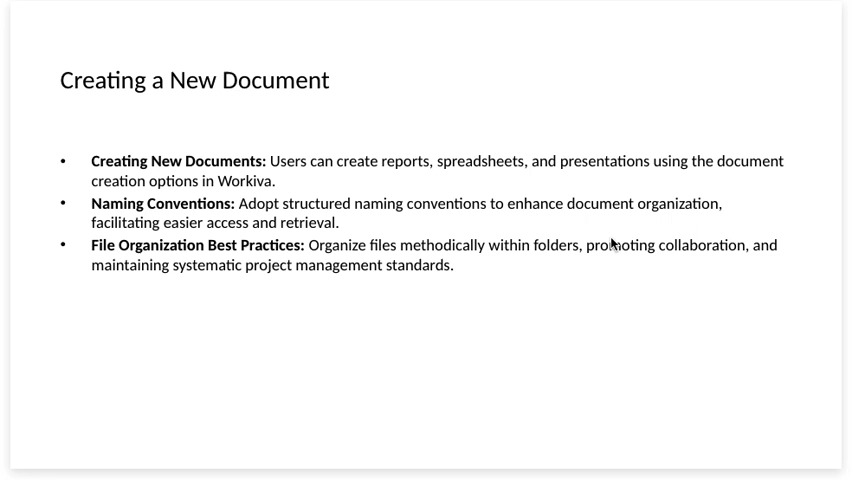 Creating a New Document
• Creating New Documents: Users can create reports, spreadsheets, and presentations using the document
creation options in Workiva.
• Naming Conventions: Adopt structured naming conventions to enhance document organization,
facilitating easier access and retrieval.
• File Organization Best Practices: Organize files methodically within folders, promoting collaboration, and
maintaining systematic project management standards.